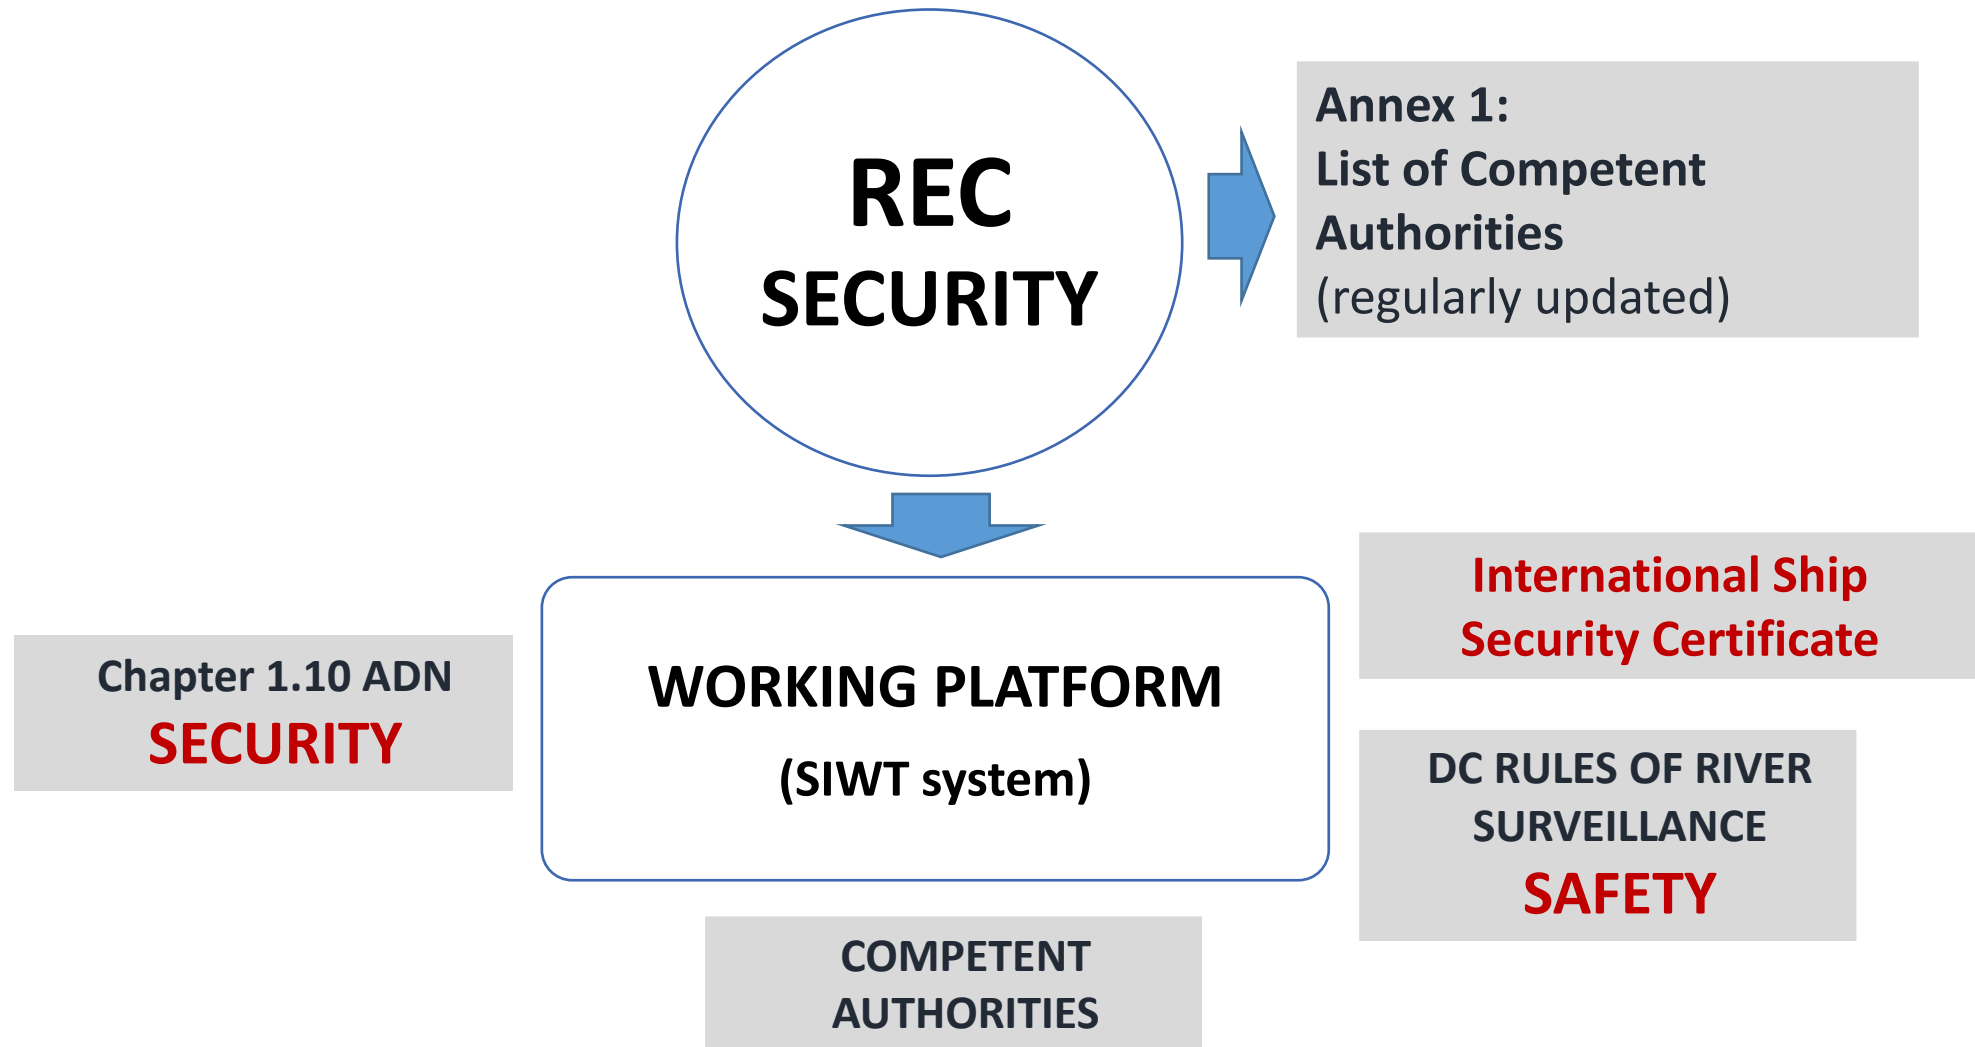 REC
SECURITY
Annex 1:
List of Competent
Authorities
(regularly updated)
International Ship
Security Certificate
Chapter 1.10 ADN
SECURITY
WORKING PLATFORM
(SIWT system)
DC RULES OF RIVER
SURVEILLANCE
SAFETY
COMPETENT
AUTHORITIES